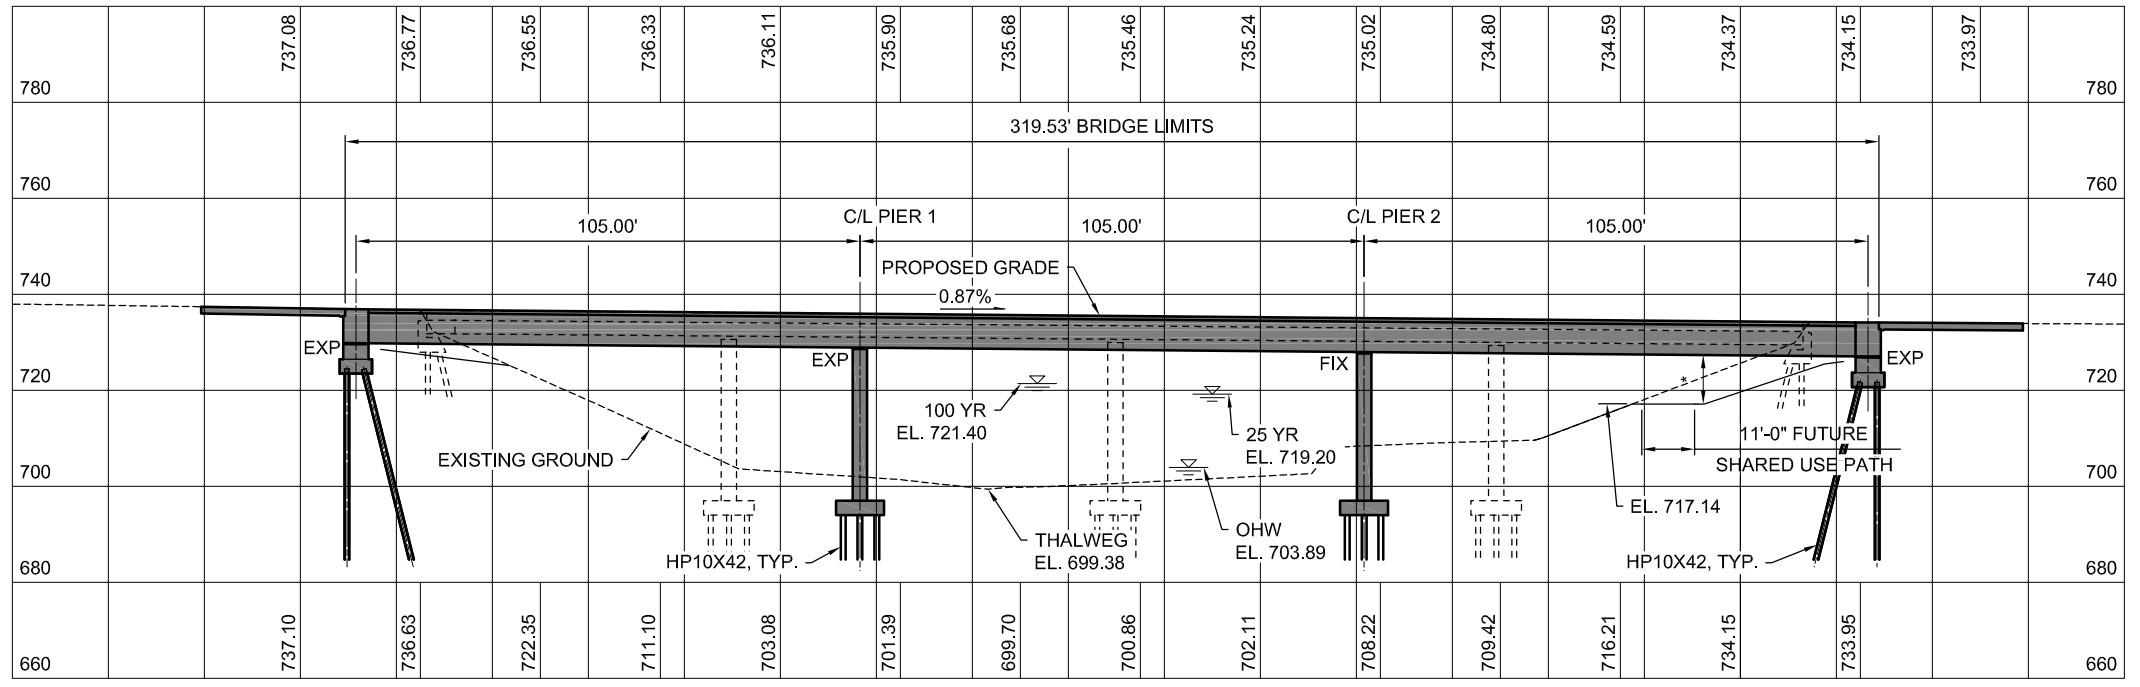 737.08 736.77 736.55 736.33 736.11 735.90 735.68 735.46 735.24 735.02 734.80 734.59 734.37 734.15 733.97
780 780
319.53' BRIDGE LIMITS
760 760
C/L PIER 1 C/L PIER 2
105.00' 105.00' 105.00'
PROPOSED GRADE
740 740
0.87%
EXP EXP FIX EXP
720 * 720
100 YR
EL. 721.40
25 YR
EL. 719.20
11'-0" FUTURE
SHARED USE PATH
EXISTING GROUND
700 700
EL. 717.14
OHW
EL. 703.89
THALWEG
EL. 699.38
HP10X42, TYP. HP10X42, TYP.
680 680
737.10 736.63 722.35 711.10 703.08 701.39 699.70 700.86 702.11 708.22 709.42 716.21 734.15 733.95
660 660